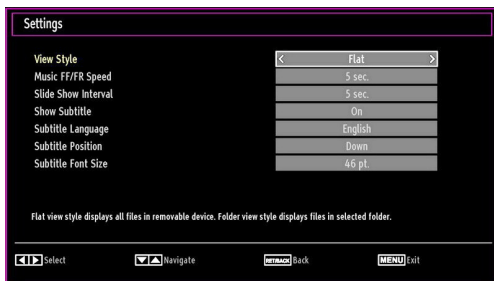 Settings
View Style < Flat >
Music FF/FR Speed 5 sec.
Slide Show Interval 5 sec.
Show Subtitle On
Subtitle Language English
Subtitle Position Down
Subtitle Font Size 46 pt.
Flat view style displays all files in removable device. Folder view style displays files in selected folder.
Select Navigate RET/BACK Back MENU Exit